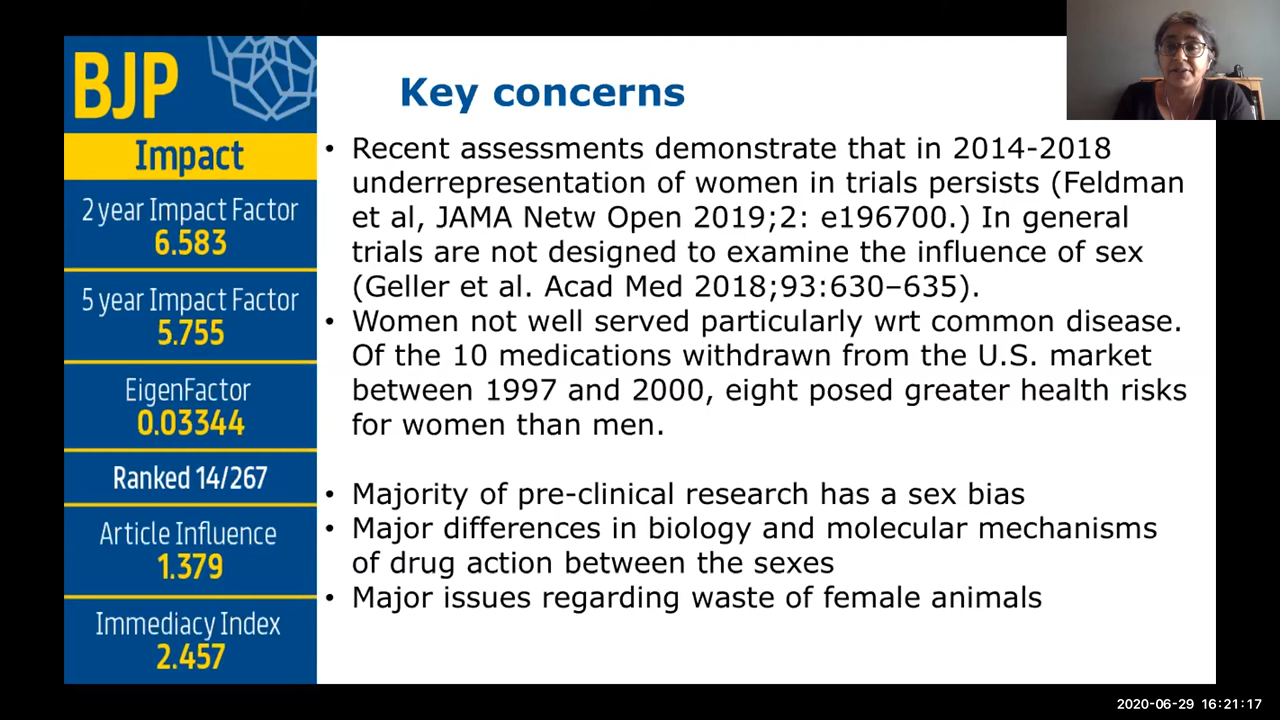 BJP
Impact
2 year Impact Factor
6.583
5 year Impact Factor
5.755
EigenFactor
0.03344
Ranked 14/267
Article Influence
1.379
Immediacy Index
2.457
Key concerns
• Recent assessments demonstrate that in 2014-2018
underrepresentation of women in trials persists (Feldman
et al, JAMA Netw Open 2019;2: e196700.) In general
trials are not designed to examine the influence of sex
(Geller et al. Acad Med 2018;93:630–635).
• Women not well served particularly wrt common disease.
Of the 10 medications withdrawn from the U.S. market
between 1997 and 2000, eight posed greater health risks
for women than men.
• Majority of pre-clinical research has a sex bias
• Major differences in biology and molecular mechanisms
of drug action between the sexes
• Major issues regarding waste of female animals
2020-06-29 16:21:17